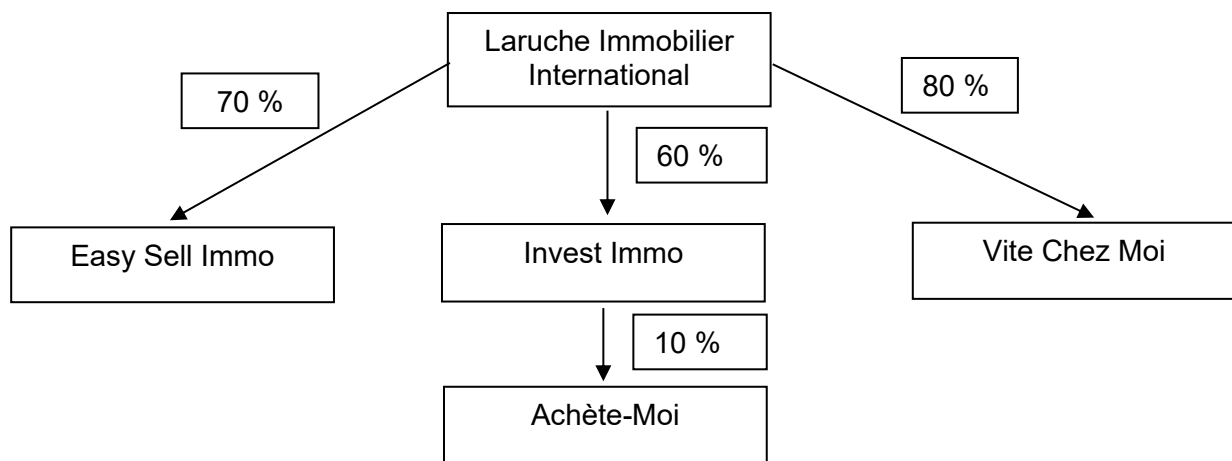 Laruche Immobilier
International
70 %
80 %
60 %
Easy Sell Immo
Invest Immo
Vite Chez Moi
10 %
Achète-Moi